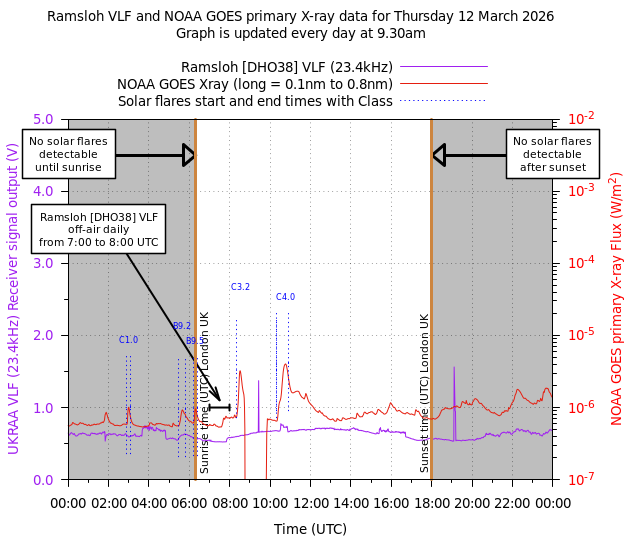 Ramsloh VLF and NOAA GOES primary X-ray data for Thursday 12 March 2026
Graph is updated every day at 9.30am
Ramsloh [DHO38] VLF (23.4kHz)
NOAA GOES Xray (long = 0.1nm to 0.8nm)
Solar flares start and end times with Class
5.0
4.0
3.0
2.0
1.0
0.0
UKRAA VLF (23.4kHz) Receiver signal output (V)
No solar flares
detectable
until sunrise
No solar flares
detectable
after sunset
Ramsloh [DHO38] VLF
off-air daily
from 7:00 to 8:00 UTC
C1.0
B9.2
C3.2
C4.0
Sunrise time (UTC) London UK
Sunset time (UTC) London UK
10-2
10-3
10-4
10-5
10-6
10-7
NOAA GOES primary X-ray Flux (W/m2)
00:00 02:00 04:00 06:00 08:00 10:00 12:00 14:00 16:00 18:00 20:00 22:00 00:00
Time (UTC)